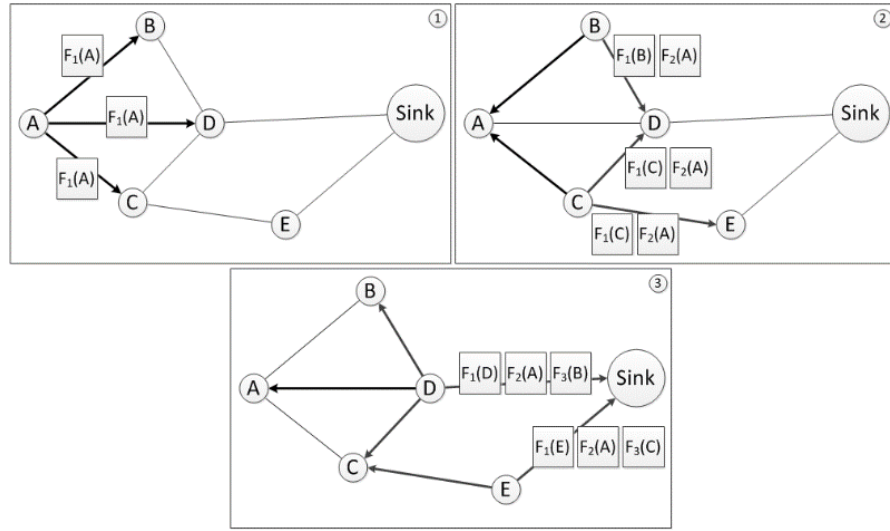 ①
B
F₁(A)
A
F₁(A)
D
Sink
F₁(A)
C
E
②
B
F₁(B) F₂(A)
A
D
Sink
F₁(C) F₂(A)
C
F₁(C) F₂(A)
E
③
B
F₁(D) F₂(A) F₃(B)
A
D
Sink
F₁(E) F₂(A) F₃(C)
C
E